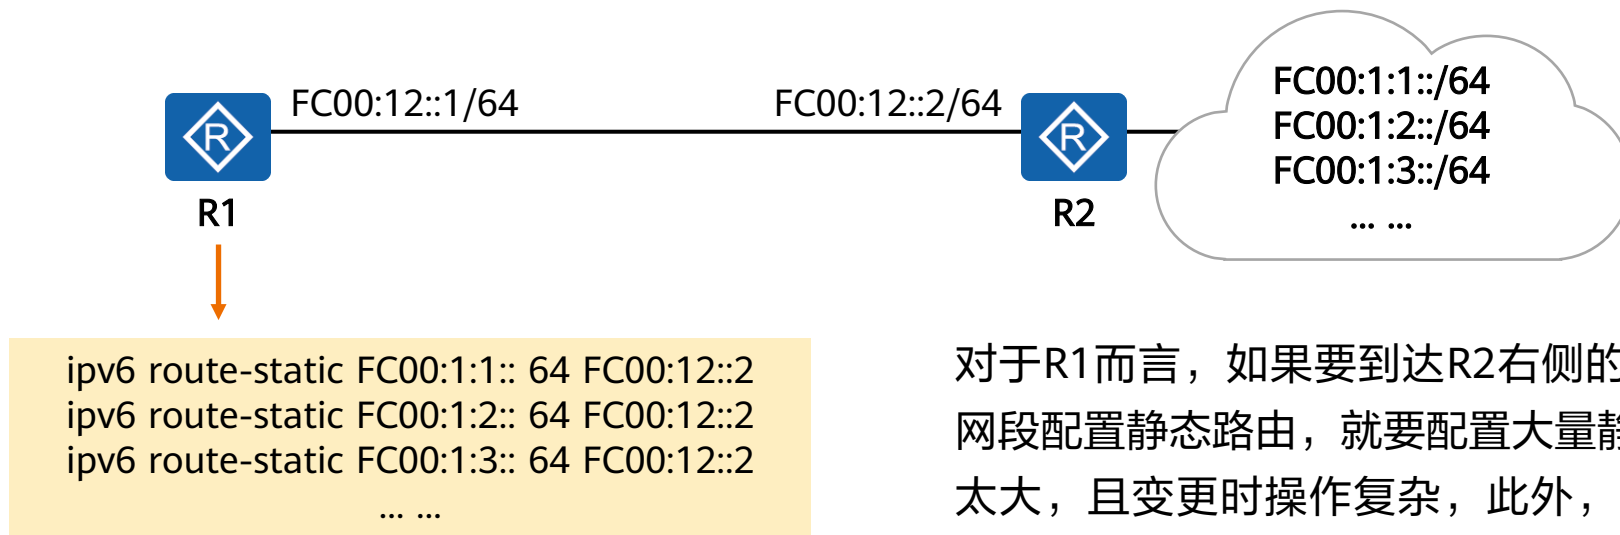 FC00:12::1/64
FC00:12::2/64
FC00:1:1::/64
FC00:1:2::/64
FC00:1:3::/64
... ...
R
R
R1
R2
ipv6 route-static FC00:1:1:: 64 FC00:12::2
ipv6 route-static FC00:1:2:: 64 FC00:12::2
ipv6 route-static FC00:1:3:: 64 FC00:12::2
... ...
对于R1而言，如果要到达R2右侧的
网段配置静态路由，就要配置大量静
太大，且变更时操作复杂，此外，